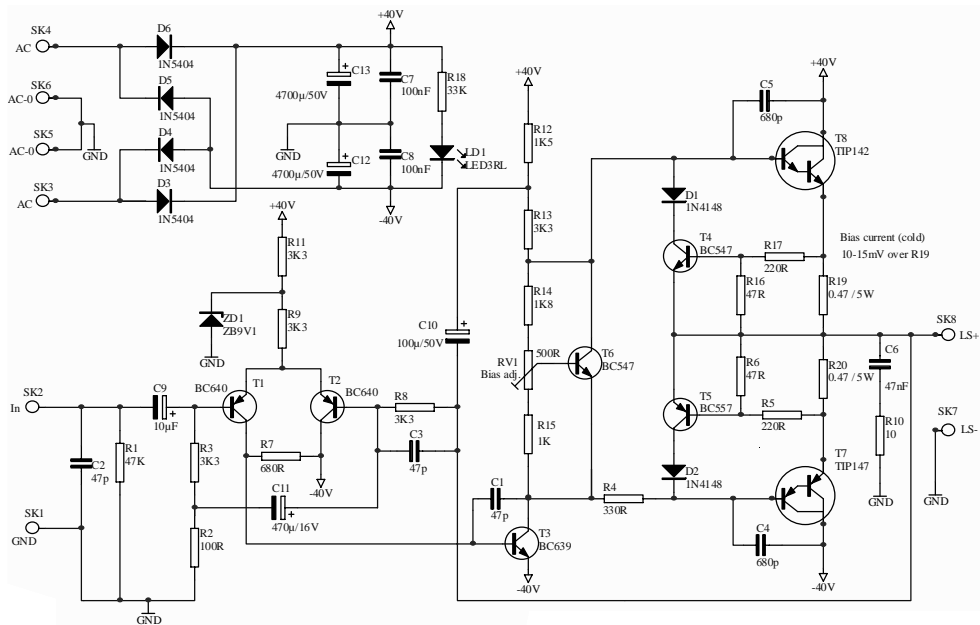 +40V
SK4
AC
D6
1N5404
SK6
AC-0
D5
1N5404
SK5
AC-0
GND
D4
1N5404
SK3
AC
D3
1N5404
+
C13
4700µ/50V
C7
100nF
R18
33K
GND
+
C12
4700µ/50V
C8
100nF
LD1
LED3RL
-40V
+40V
R12
1K5
R13
3K3
+40V
C5
680p
T8
TIP142
D1
1N4148
+40V
R11
3K3
R9
3K3
ZD1
ZB9V1
GND
T4
BC547
R17
220R
Bias current (cold)
10-15mV over R19
R16
47R
R19
0.47 /5W
R14
1K8
C10
+
100µ/50V
RV1
500R
Bias adj.
T6
BC547
SK8
LS+
R6
47R
R20
0.47 /5W
C6
47nF
SK2
In
C9
+
10µF
BC640
T1
T2
BC640
R8
3K3
T5
BC557
R5
220R
R15
1K
SK7
LS-
R10
10
C2
47p
R1
47K
R3
3K3
R7
680R
C3
47p
-40V
C11
+
470µ/16V
D2
1N4148
T7
TIP147
C1
47p
R4
330R
SK1
GND
R2
100R
T3
BC639
C4
680p
GND
GND
GND
-40V
-40V